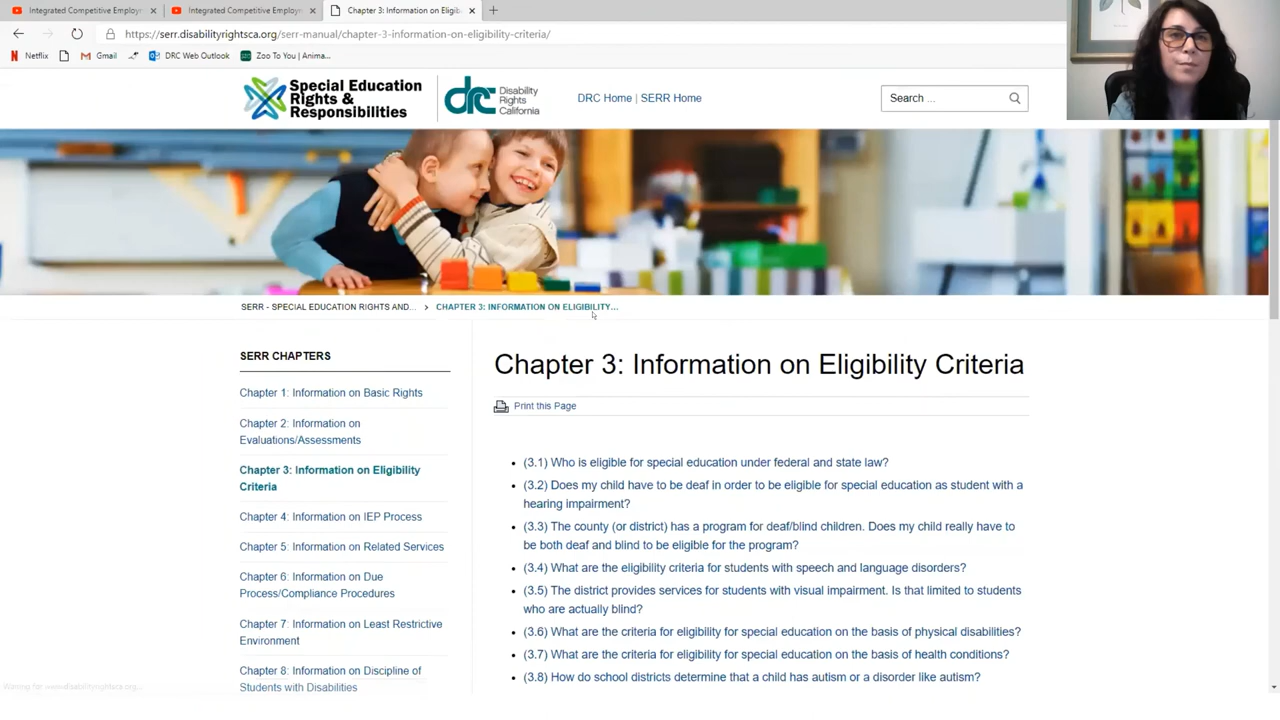 Integrated Competitive Employm
Integrated Competitive Employm
Chapter 3: Information on Eligib
https://serr.disabilityrightsca.org/serr-manual/chapter-3-information-on-eligibility-criteria/
Netflix
Gmail
DRC Web Outlook
Zoo To You | Anima...
Special Education
Rights &
Responsibilities
drc
Disability
Rights
California
DRC Home | SERR Home
Search ...
SERR - SPECIAL EDUCATION RIGHTS AND... > CHAPTER 3: INFORMATION ON ELIGIBILITY...
SERR CHAPTERS
Chapter 1: Information on Basic Rights
Chapter 2: Information on
Evaluations/Assessments
Chapter 3: Information on Eligibility
Criteria
Chapter 4: Information on IEP Process
Chapter 5: Information on Related Services
Chapter 6: Information on Due
Process/Compliance Procedures
Chapter 7: Information on Least Restrictive
Environment
Chapter 8: Information on Discipline of
Students with Disabilities
Chapter 3: Information on Eligibility Criteria
Print this Page
• (3.1) Who is eligible for special education under federal and state law?
• (3.2) Does my child have to be deaf in order to be eligible for special education as student with a
hearing impairment?
• (3.3) The county (or district) has a program for deaf/blind children. Does my child really have to
be both deaf and blind to be eligible for the program?
• (3.4) What are the eligibility criteria for students with speech and language disorders?
• (3.5) The district provides services for students with visual impairment. Is that limited to students
who are actually blind?
• (3.6) What are the criteria for eligibility for special education on the basis of physical disabilities?
• (3.7) What are the criteria for eligibility for special education on the basis of health conditions?
• (3.8) How do school districts determine that a child has autism or a disorder like autism?
Waiting for www.disabilityrightsca.org...